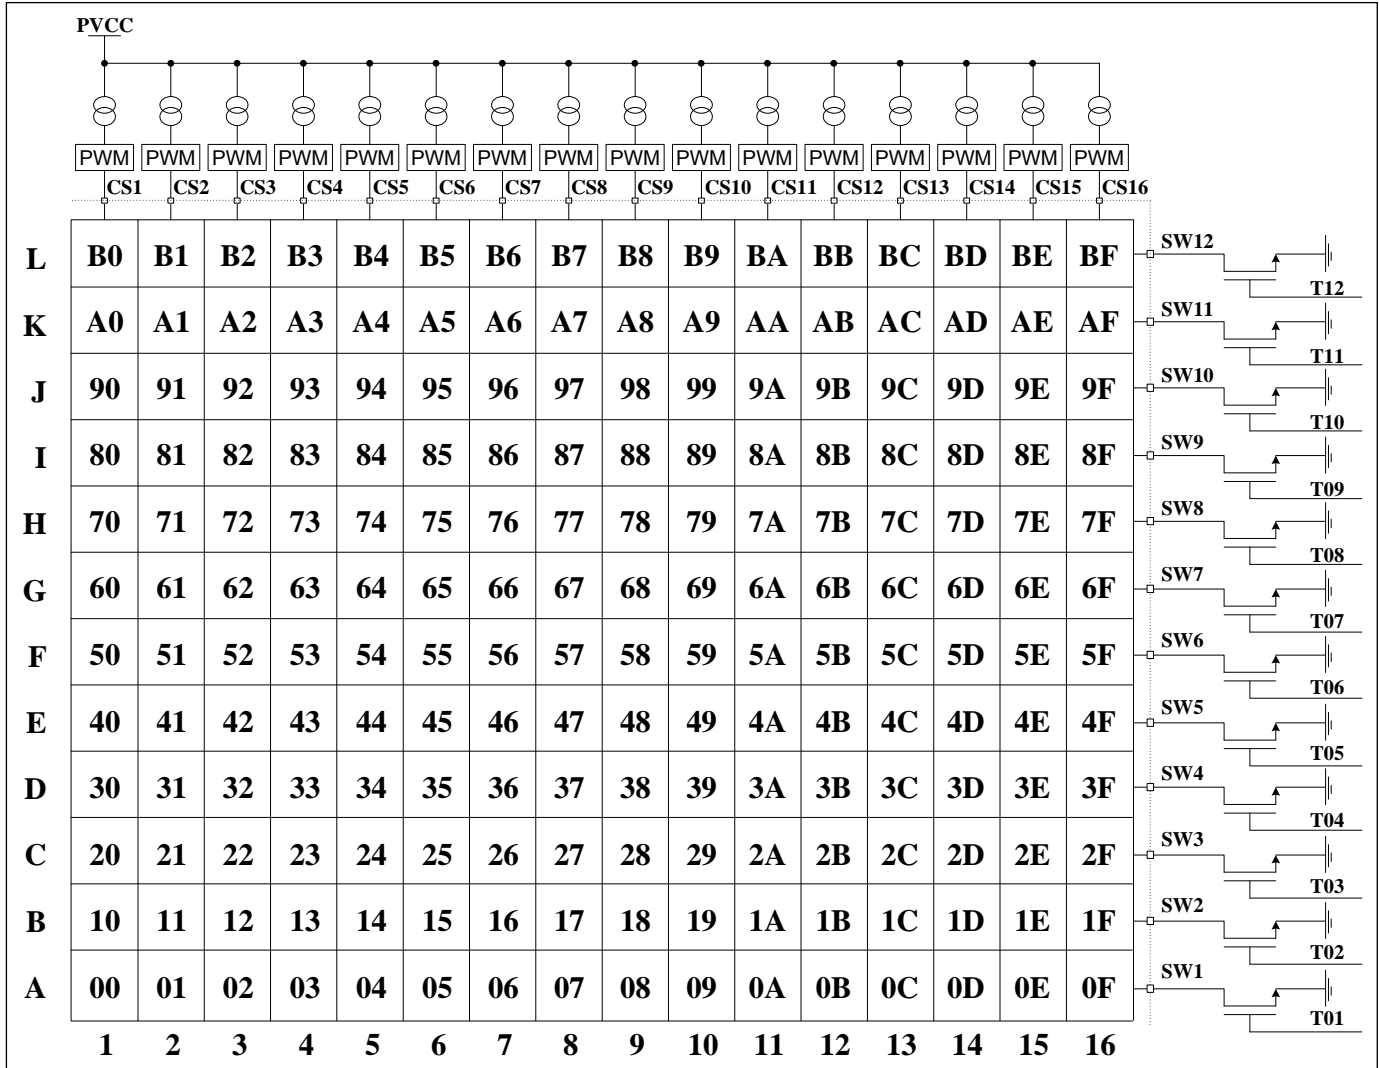 PVCC
PWM PWM PWM PWM PWM PWM PWM PWM PWM PWM PWM PWM PWM PWM PWM PWM
CS1 CS2 CS3 CS4 CS5 CS6 CS7 CS8 CS9 CS10 CS11 CS12 CS13 CS14 CS15 CS16
L B0 B1 B2 B3 B4 B5 B6 B7 B8 B9 BA BB BC BD BE BF SW12
T12
K A0 A1 A2 A3 A4 A5 A6 A7 A8 A9 AA AB AC AD AE AF SW11
T11
J 90 91 92 93 94 95 96 97 98 99 9A 9B 9C 9D 9E 9F SW10
T10
I 80 81 82 83 84 85 86 87 88 89 8A 8B 8C 8D 8E 8F SW9
T09
H 70 71 72 73 74 75 76 77 78 79 7A 7B 7C 7D 7E 7F SW8
T08
G 60 61 62 63 64 65 66 67 68 69 6A 6B 6C 6D 6E 6F SW7
T07
F 50 51 52 53 54 55 56 57 58 59 5A 5B 5C 5D 5E 5F SW6
T06
E 40 41 42 43 44 45 46 47 48 49 4A 4B 4C 4D 4E 4F SW5
T05
D 30 31 32 33 34 35 36 37 38 39 3A 3B 3C 3D 3E 3F SW4
T04
C 20 21 22 23 24 25 26 27 28 29 2A 2B 2C 2D 2E 2F SW3
T03
B 10 11 12 13 14 15 16 17 18 19 1A 1B 1C 1D 1E 1F SW2
T02
A 00 01 02 03 04 05 06 07 08 09 0A 0B 0C 0D 0E 0F SW1
T01
1 2 3 4 5 6 7 8 9 10 11 12 13 14 15 16